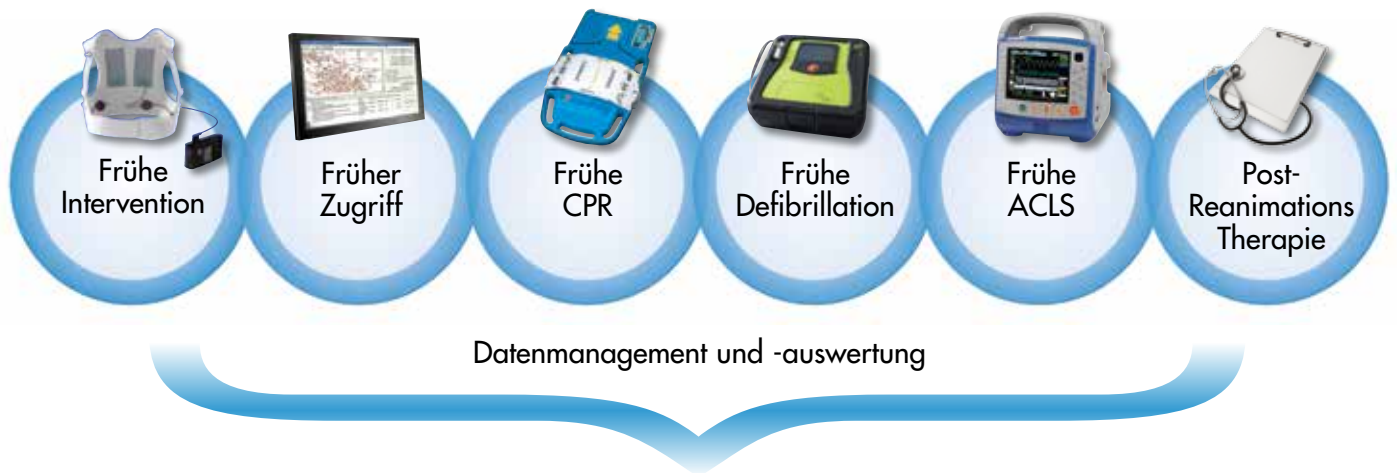 Frühe
Intervention
Früher
Zugriff
Frühe
CPR
Frühe
Defibrillation
Frühe
ACLS
Post-
Reanimations
Therapie
Datenmanagement und -auswertung